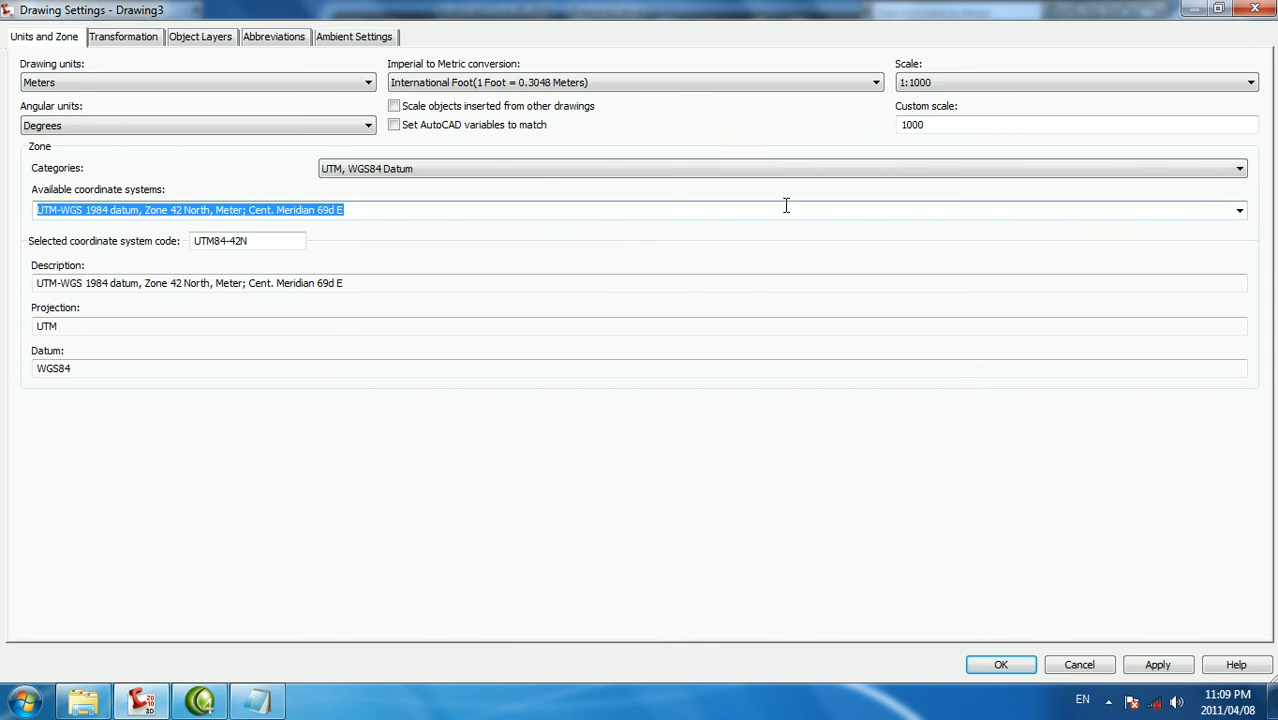 Drawing Settings - Drawing3
Units and Zone Transformation Object Layers Abbreviations Ambient Settings
Drawing units: Imperial to Metric conversion: Scale:
Meters International Foot(1 Foot = 0.3048 Meters) 1:1000
Angular units: Scale objects inserted from other drawings Custom scale:
Degrees Set AutoCAD variables to match 1000
Zone
Categories: UTM, WGS84 Datum
Available coordinate systems:
UTM-WGS 1984 datum, Zone 42 North, Meter; Cent. Meridian 69d E
Selected coordinate system code: UTM84-42N
Description:
UTM-WGS 1984 datum, Zone 42 North, Meter; Cent. Meridian 69d E
Projection:
UTM
Datum:
WGS84
OK Cancel Apply Help
EN 11:09 PM
2011/04/08